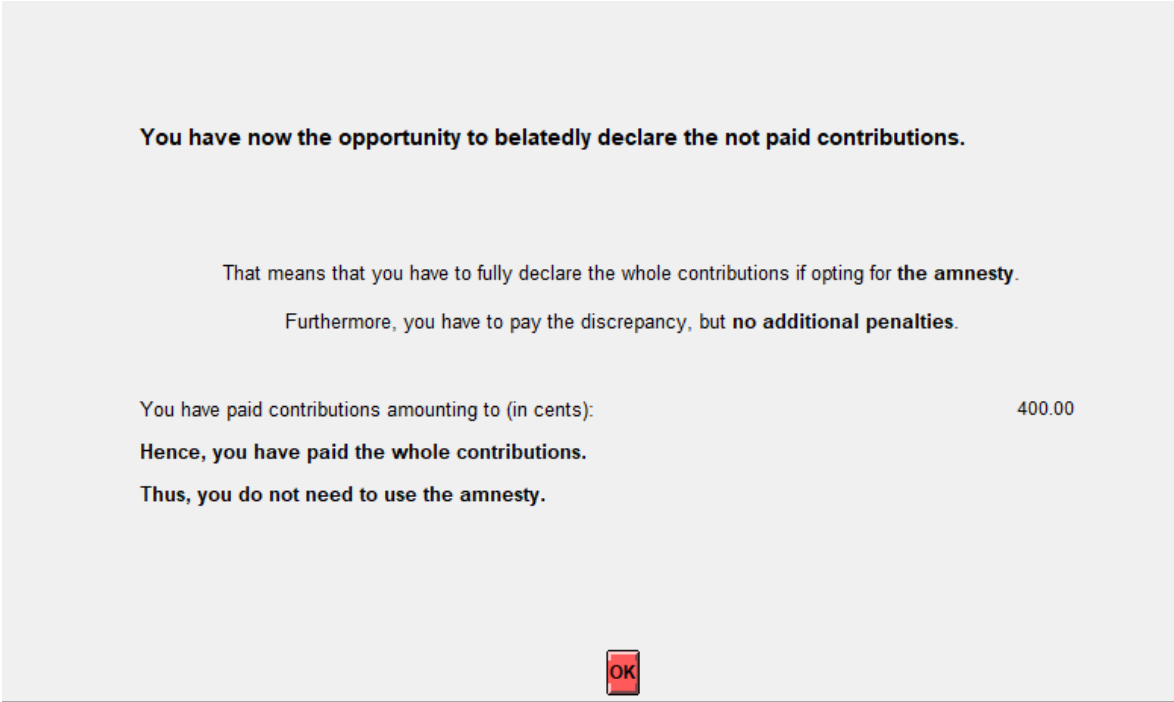 You have now the opportunity to belatedly declare the not paid contributions.
That means that you have to fully declare the whole contributions if opting for the amnesty.
Furthermore, you have to pay the discrepancy, but no additional penalties.
You have paid contributions amounting to (in cents): 400.00
Hence, you have paid the whole contributions.
Thus, you do not need to use the amnesty.
OK